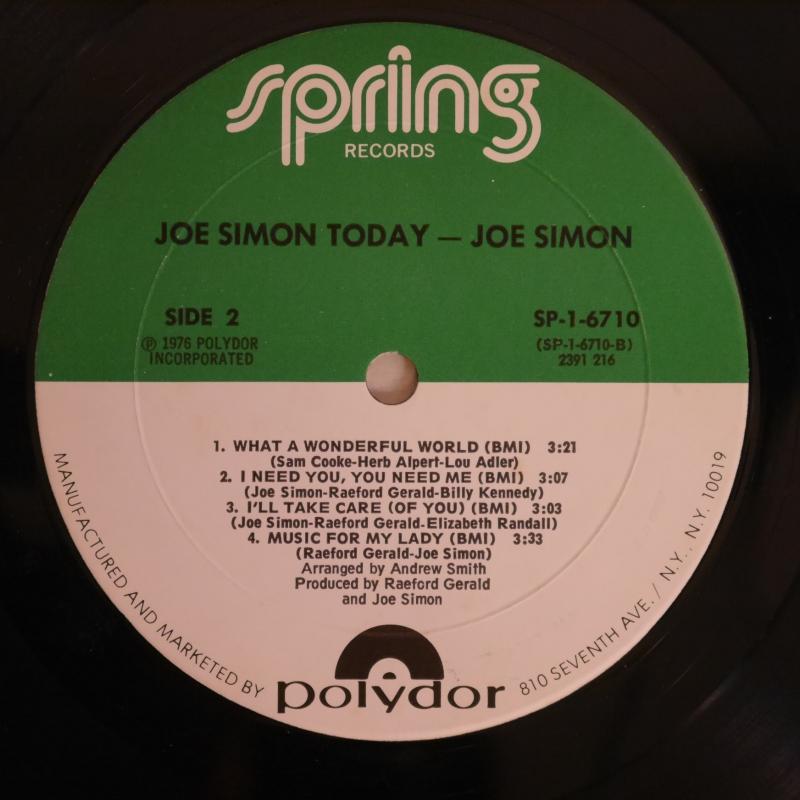 spring
RECORDS
JOE SIMON TODAY — JOE SIMON
SIDE 2
℗ 1976 POLYDOR
INCORPORATED
SP-1-6710
(SP-1-6710-B)
2391 216
1. WHAT A WONDERFUL WORLD (BMI) 3:21
(Sam Cooke-Herb Alpert-Lou Adler)
2. I NEED YOU, YOU NEED ME (BMI) 3:07
(Joe Simon-Raeford Gerald-Billy Kennedy)
3. I'LL TAKE CARE (OF YOU) (BMI) 3:03
(Joe Simon-Raeford Gerald-Elizabeth Randall)
4. MUSIC FOR MY LADY (BMI) 3:33
(Raeford Gerald-Joe Simon)
Arranged by Andrew Smith
Produced by Raeford Gerald
and Joe Simon
MANUFACTURED AND MARKETED BY
polydor
810 SEVENTH AVE. / N.Y., N.Y. 10019